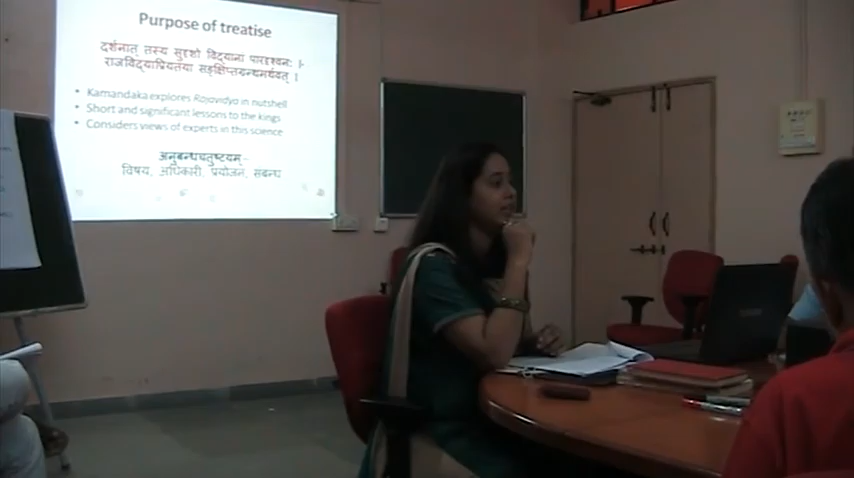 Purpose of treatise
दर्शनात् तस्य सुदृशो विद्यानां पारदृश्वनः ।
राजविद्याप्रियतया सङ्क्षिप्तग्रन्थमर्थवत् ।
• Kamandaka explores Rajavidya in nutshell
• Short and significant lessons to the kings
• Considers views of experts in this science
अनुबन्धचतुष्टयम्-
विषय, अधिकारी, प्रयोजन, सबन्ध